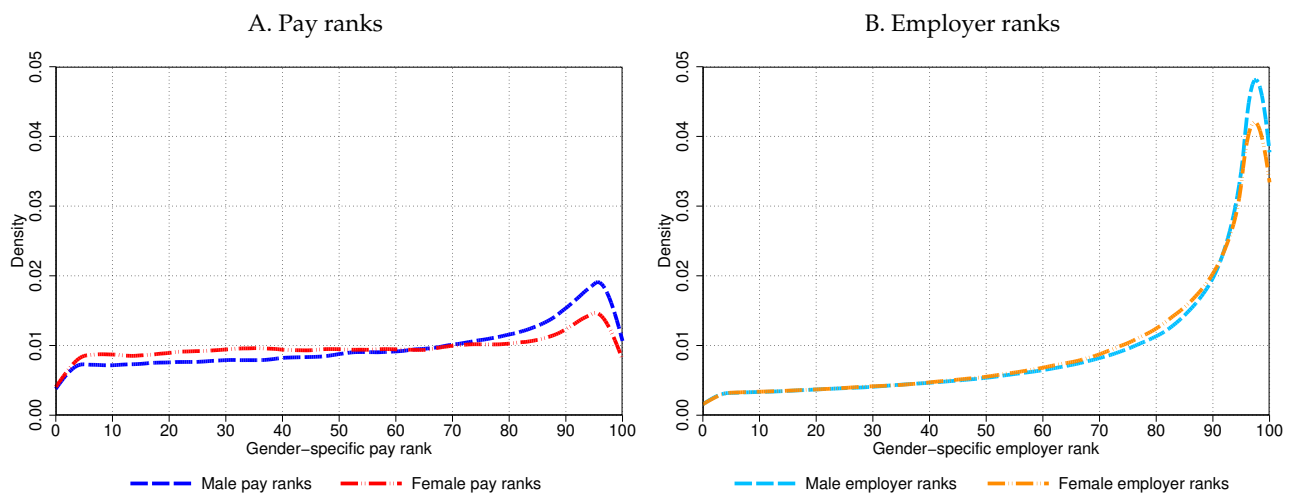 A. Pay ranks
0.05
0.04
0.03
0.02
0.01
0.00
Density
0 10 20 30 40 50 60 70 80 90 100
Gender−specific pay rank
Male pay ranks Female pay ranks
B. Employer ranks
0.05
0.04
0.03
0.02
0.01
0.00
Density
0 10 20 30 40 50 60 70 80 90 100
Gender−specific employer rank
Male employer ranks Female employer ranks